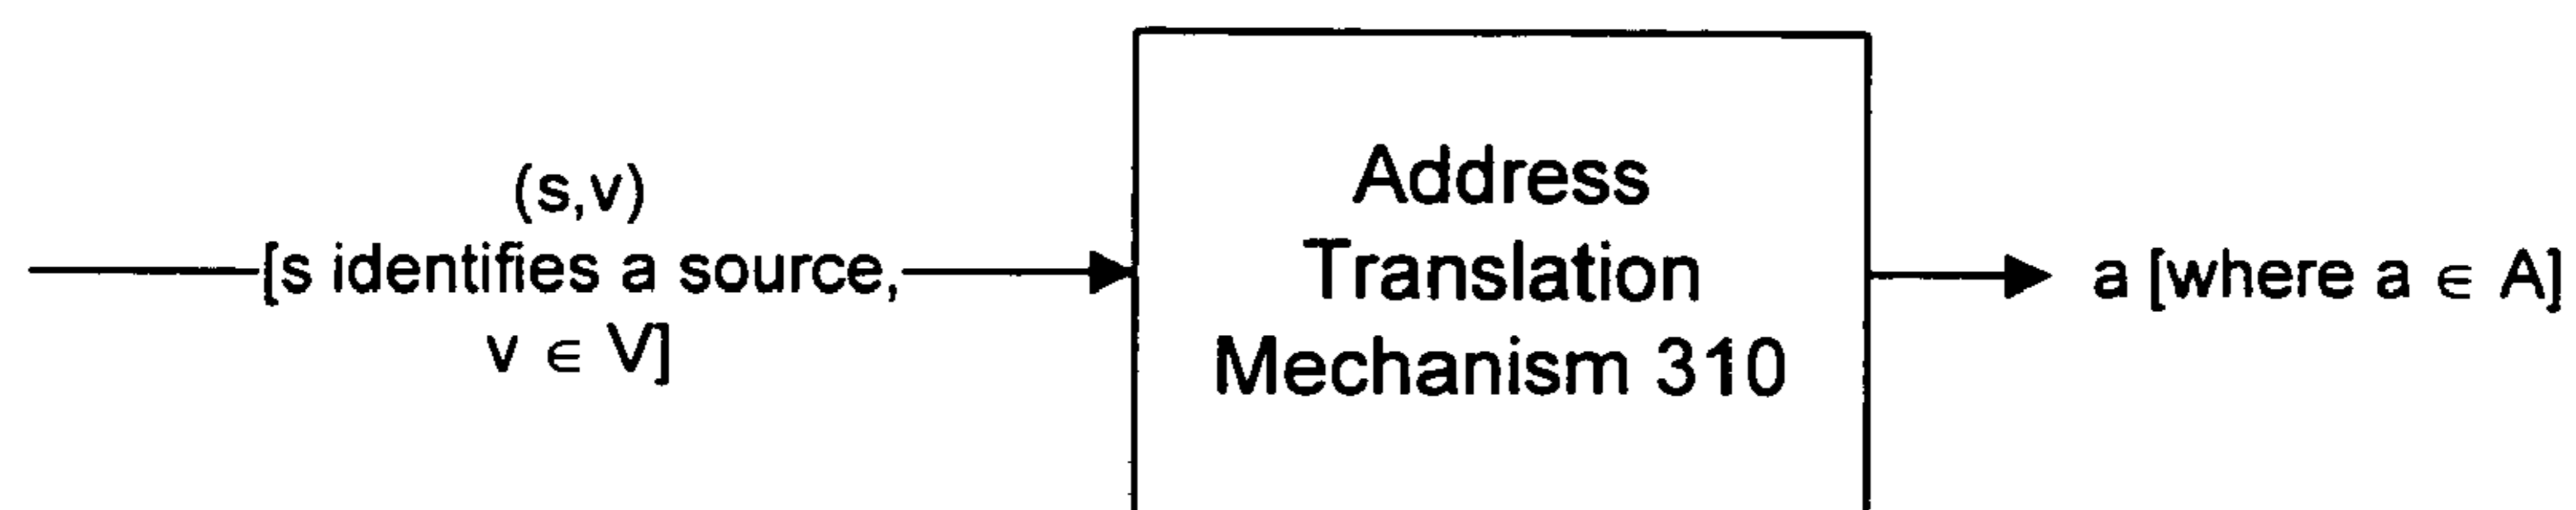 (s,v)
[s identifies a source,
v ∈ V]
Address
Translation
Mechanism 310
a [where a ∈ A]